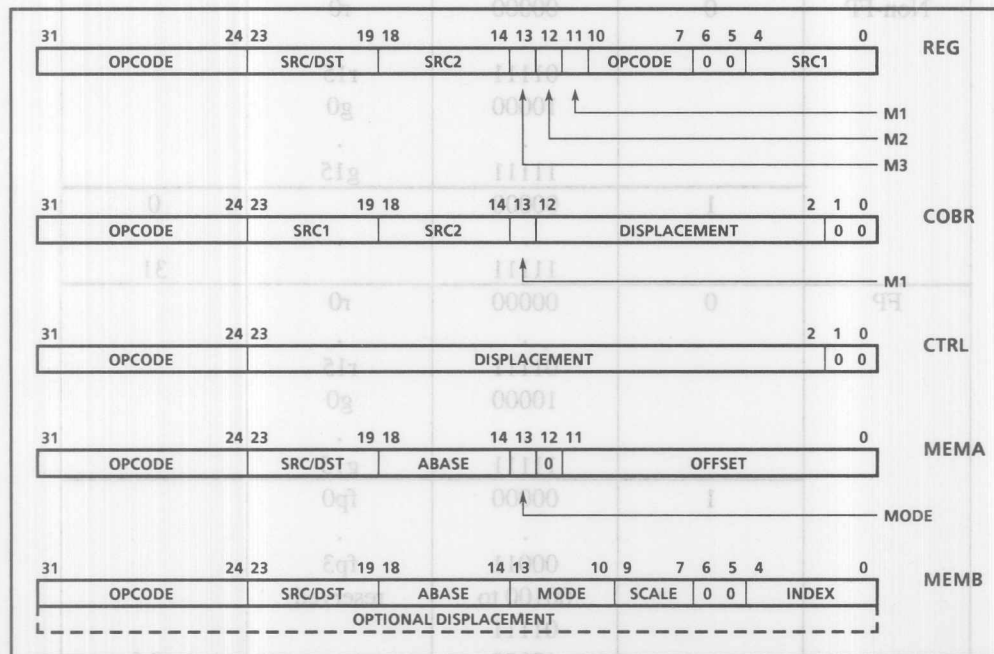 31 24 23 19 18 14 13 12 11 10 7 6 5 4 0
REG
OPCODE SRC/DST SRC2 OPCODE 0 0 SRC1
M1
M2
M3
31 24 23 19 18 14 13 12 2 1 0
COBR
OPCODE SRC1 SRC2 DISPLACEMENT 0 0
M1
31 24 23 2 1 0
CTRL
OPCODE DISPLACEMENT 0 0
31 24 23 19 18 14 13 12 11 0
MEMA
OPCODE SRC/DST ABASE 0 OFFSET
MODE
31 24 23 19 18 14 13 10 9 7 6 5 4 0
MEMB
OPCODE SRC/DST ABASE MODE SCALE 0 0 INDEX
OPTIONAL DISPLACEMENT